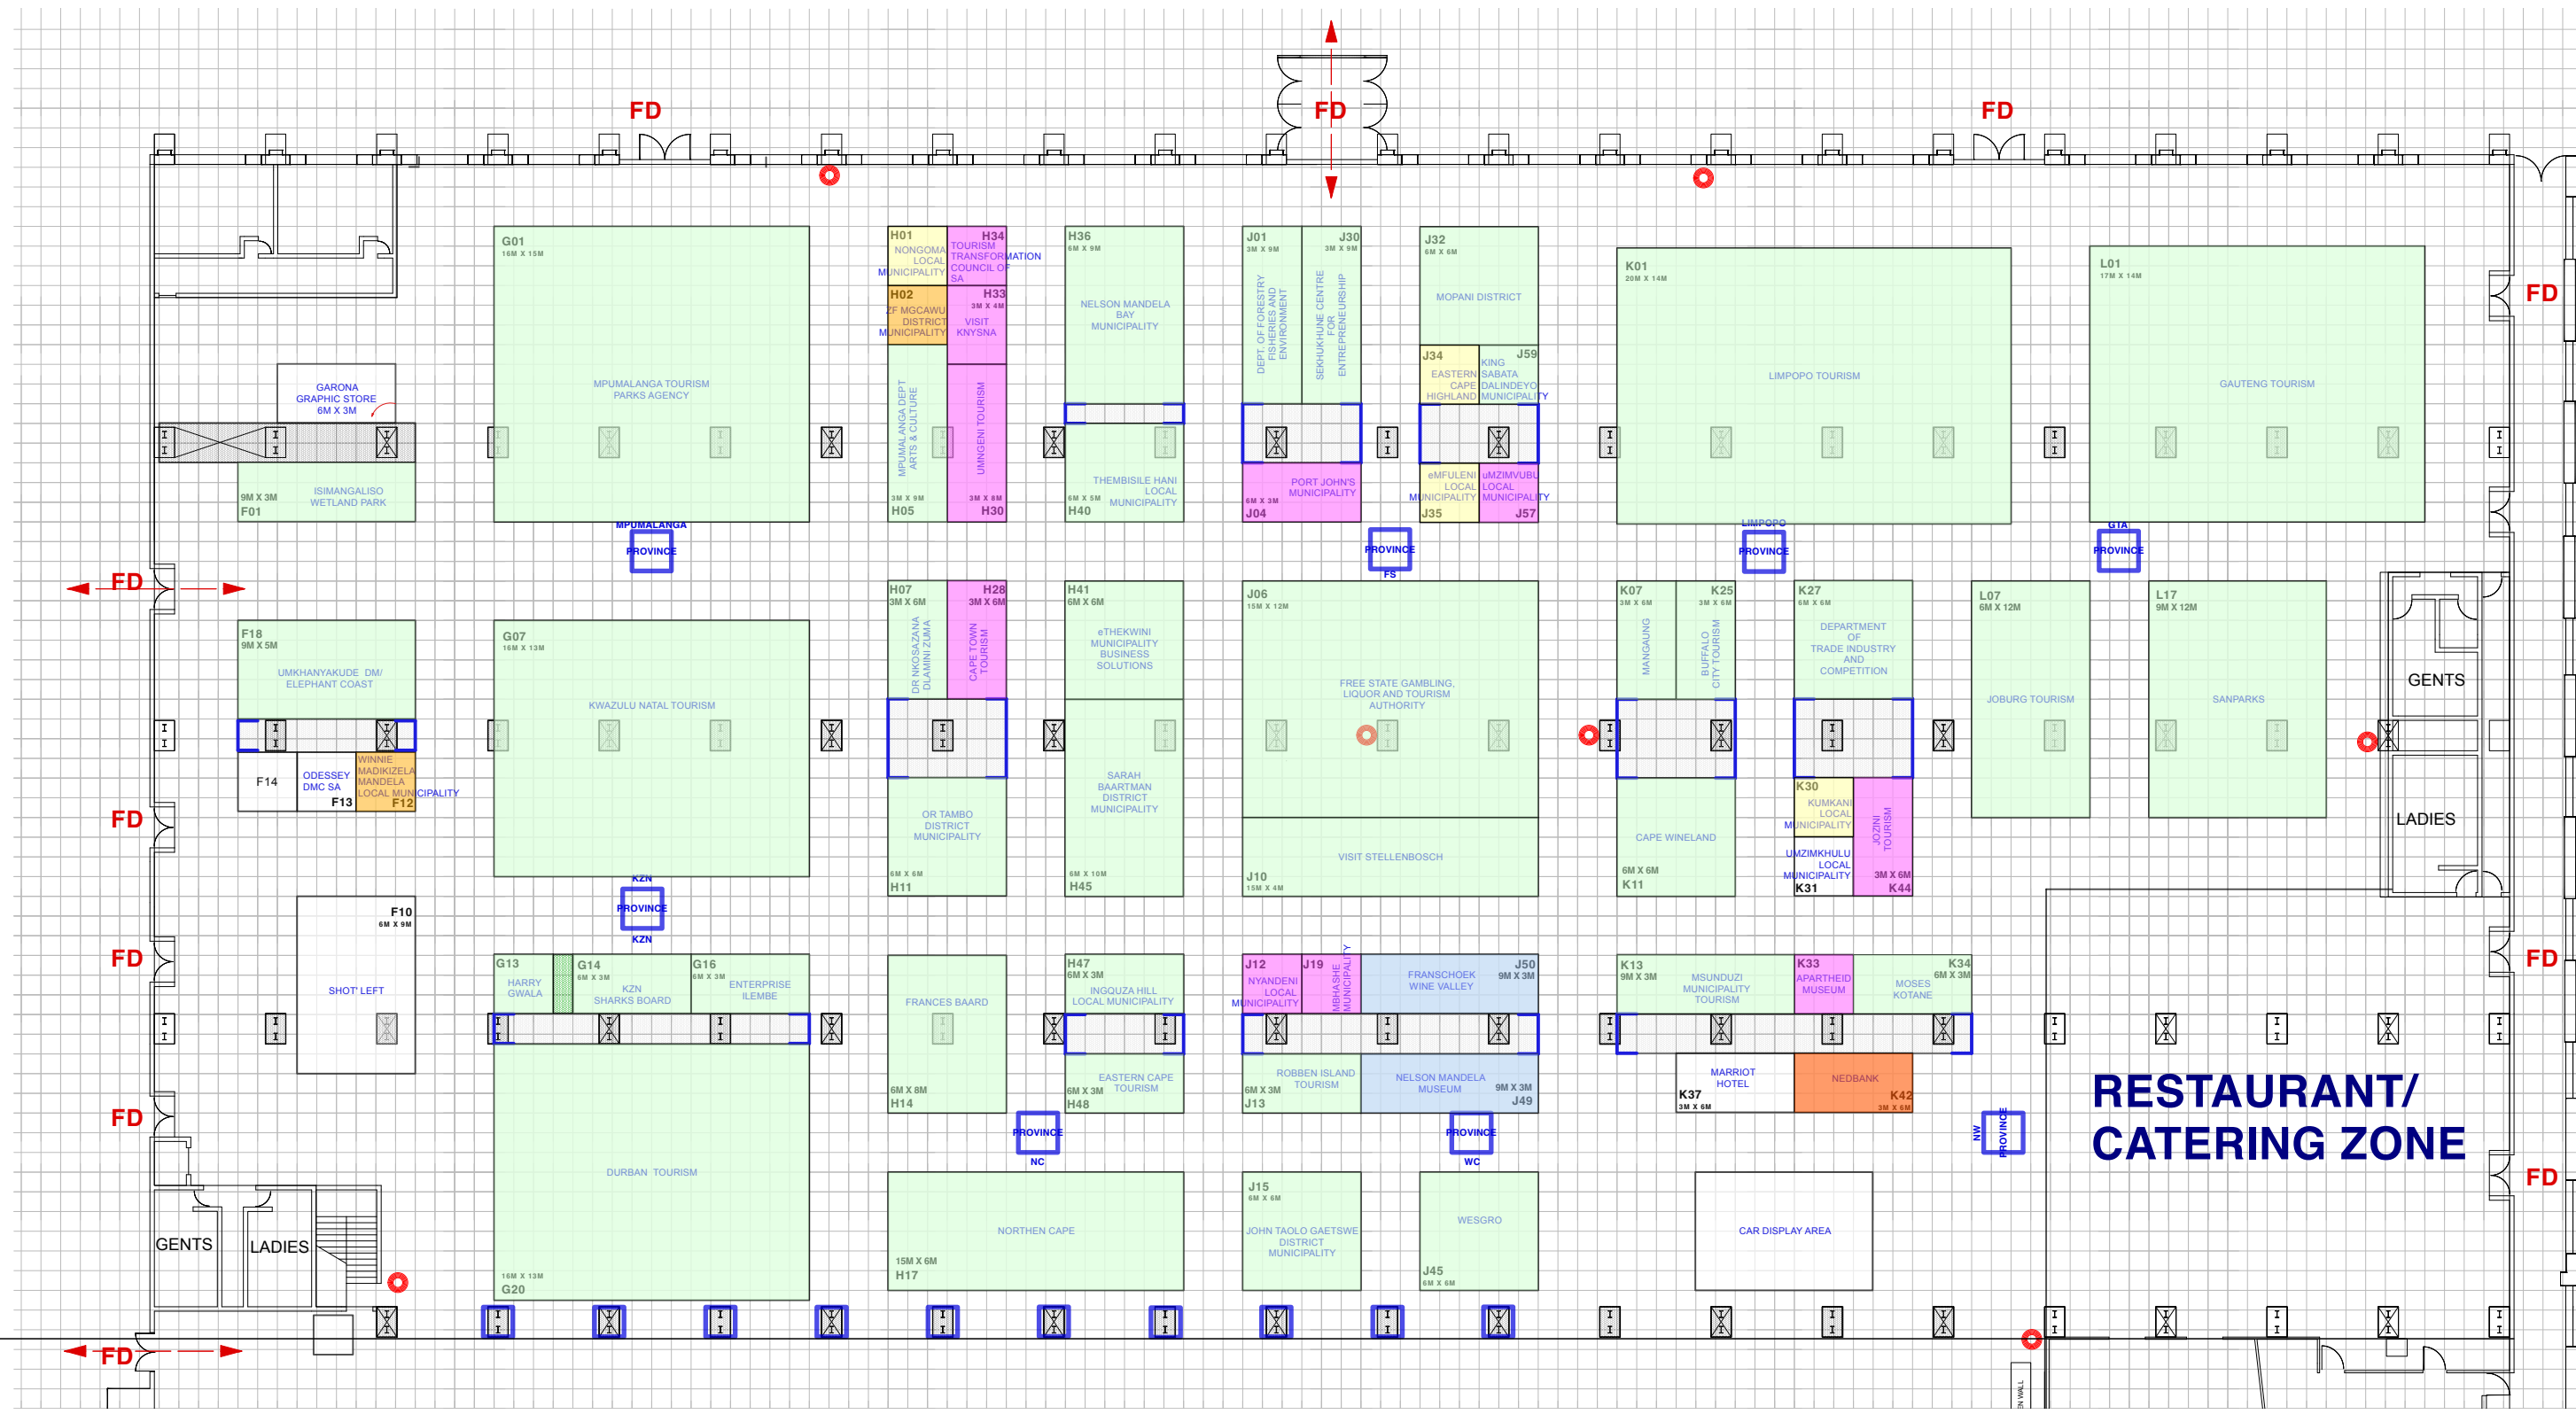 FD
FD
FD
G01
16M X 15M
MPUMALANGA TOURISM
PARKS AGENCY
H01
NONGOMA
LOCAL
MUNICIPALITY
H34
TOURISM
TRANSFORMATION
COUNCIL OF
SA
H02
ZF MGCAWU
DISTRICT
MUNICIPALITY
H33
3M X 4M
VISIT
KNYSNA
MPUMALANGA DEPT
ARTS & CULTURE
3M X 9M
H05
UMNGENI TOURISM
3M X 8M
H30
H36
6M X 9M
NELSON MANDELA
BAY
MUNICIPALITY
THEMBISILE HANI
LOCAL
MUNICIPALITY
6M X 5M
H40
J01
3M X 9M
DEPT. OF FORESTRY
FISHERIES AND
ENVIRONMENT
J30
3M X 9M
SEKHUKHUNE CENTRE
FOR
ENTREPRENEURSHIP
PORT JOHN'S
MUNICIPALITY
6M X 3M
J04
J32
6M X 6M
MOPANI DISTRICT
J34
EASTERN
CAPE
HIGHLAND
J59
KING
SABATA
DALINDEYO
MUNICIPALITY
eMFULENI
LOCAL
MUNICIPALITY
J35
uMZIMVUBU
LOCAL
MUNICIPALITY
J57
K01
20M X 14M
LIMPOPO TOURISM
L01
17M X 14M
GAUTENG TOURISM
FD
GARONA
GRAPHIC STORE
6M X 3M
ISIMANGALISO
WETLAND PARK
9M X 3M
F01
MPUMALANGA
PROVINCE
PROVINCE
FS
LIMPOPO
PROVINCE
GTA
PROVINCE
FD
F18
9M X 5M
UMKHANYAKUDE DM/
ELEPHANT COAST
F14
ODESSEY
DMC SA
F13
WINNIE
MADIKIZELA
MANDELA
LOCAL MUNICIPALITY
F12
G07
16M X 13M
KWAZULU NATAL TOURISM
H07
3M X 6M
DR NKOSAZANA
DLAMINI ZUMA
H28
3M X 6M
CAPE TOWN
TOURISM
OR TAMBO
DISTRICT
MUNICIPALITY
6M X 6M
H11
H41
6M X 6M
eTHEKWINI
MUNICIPALITY
BUSINESS
SOLUTIONS
SARAH
BAARTMAN
DISTRICT
MUNICIPALITY
6M X 10M
H45
J06
15M X 12M
FREE STATE GAMBLING,
LIQUOR AND TOURISM
AUTHORITY
VISIT STELLENBOSCH
J10
15M X 4M
K07
3M X 6M
MANGAUNG
K25
3M X 6M
BUFFALO
CITY TOURISM
CAPE WINELAND
6M X 6M
K11
K27
6M X 6M
DEPARTMENT
OF
TRADE INDUSTRY
AND
COMPETITION
K30
KUMKANI
LOCAL
MUNICIPALITY
UMZIMKHULU
LOCAL
MUNICIPALITY
K31
JOZINI
TOURISM
3M X 6M
K44
L07
6M X 12M
JOBURG TOURISM
L17
9M X 12M
SANPARKS
GENTS
LADIES
FD
KZN
PROVINCE
KZN
FD
F10
6M X 9M
SHOT' LEFT
G13
HARRY
GWALA
G14
6M X 3M
KZN
SHARKS BOARD
G16
6M X 3M
ENTERPRISE
ILEMBE
DURBAN TOURISM
16M X 13M
G20
FRANCES BAARD
6M X 8M
H14
H47
6M X 3M
INGQUZA HILL
LOCAL MUNICIPALITY
EASTERN CAPE
TOURISM
6M X 3M
H48
J12
NYANDENI
LOCAL
MUNICIPALITY
J19
MBHASHE
MUNICIPALITY
FRANSCHOEK
WINE VALLEY
J50
9M X 3M
ROBBEN ISLAND
TOURISM
6M X 3M
J13
NELSON MANDELA
MUSEUM
9M X 3M
J49
K13
9M X 3M
MSUNDUZI
MUNICIPALITY
TOURISM
K33
APARTHEID
MUSEUM
K34
6M X 3M
MOSES
KOTANE
MARRIOT
HOTEL
K37
3M X 6M
NEDBANK
K42
3M X 6M
FD
FD
PROVINCE
NC
PROVINCE
WC
NW
PROVINCE
RESTAURANT/
CATERING ZONE
FD
GENTS
LADIES
NORTHEN CAPE
15M X 6M
H17
J15
6M X 6M
JOHN TAOLO GAETSWE
DISTRICT
MUNICIPALITY
WESGRO
J45
6M X 6M
CAR DISPLAY AREA
FD